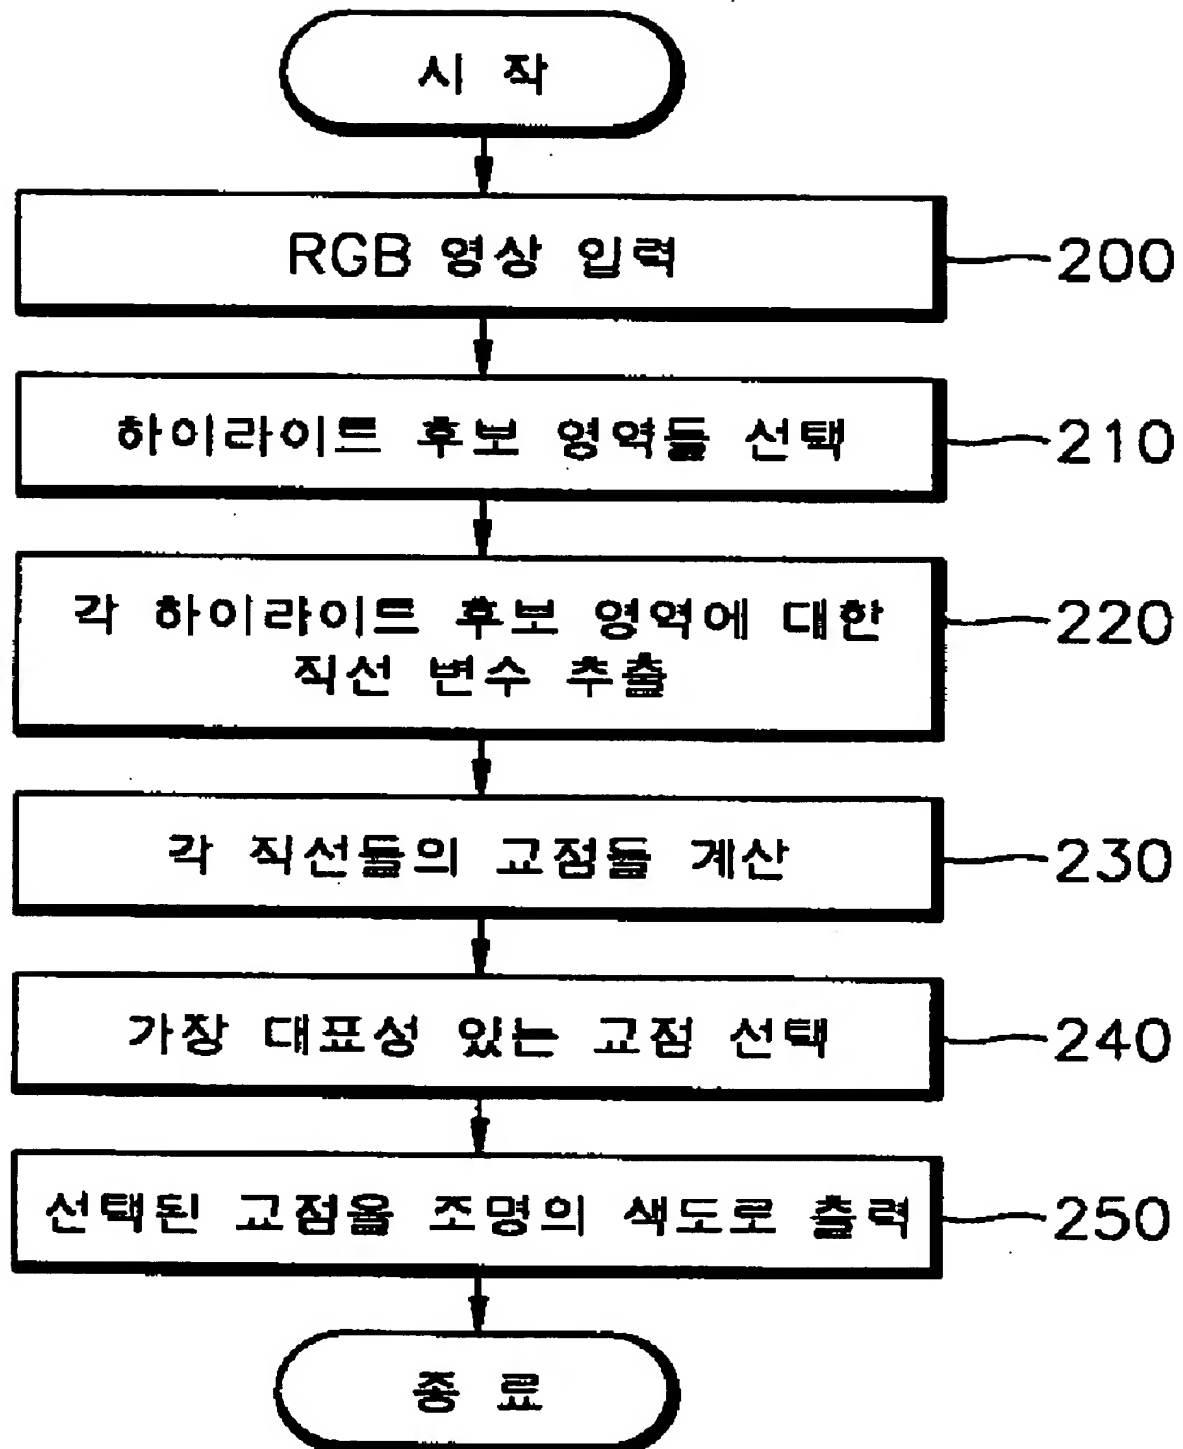 시 작
RGB 영상 입력
200
하이라이트 후보 영역들 선택
210
각 하이라이트 후보 영역에 대한
직선 변수 추출
220
각 직선들의 교점들 계산
230
가장 대표성 있는 교점 선택
240
선택된 교점을 조명의 색도로 출력
250
종 료